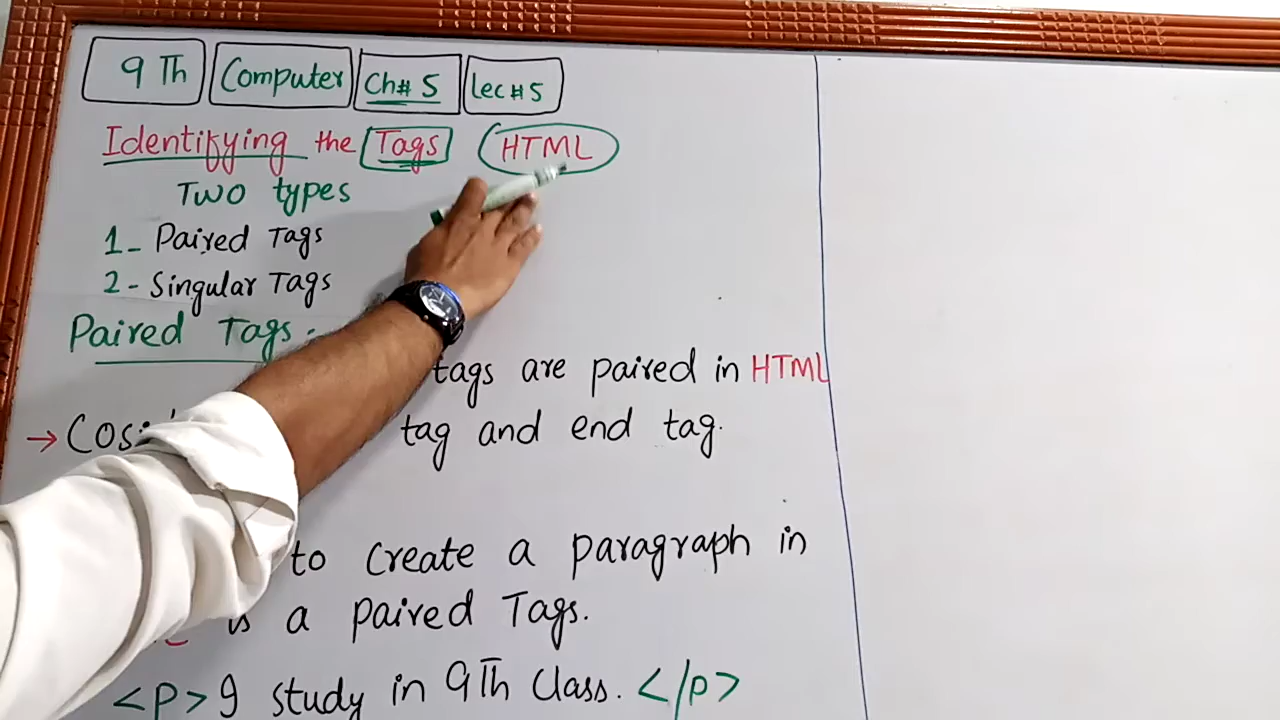 9 Th Computer Ch# 5 Lec # 5
Identifying the Tags HTML
Two types
1- Paired Tags
2- Singular Tags
Paired Tags
tags are paired in HTML
→ tag and end tag.
to create a paragraph in
is a paired Tags.
<P> I study in 9Th Class. </p>